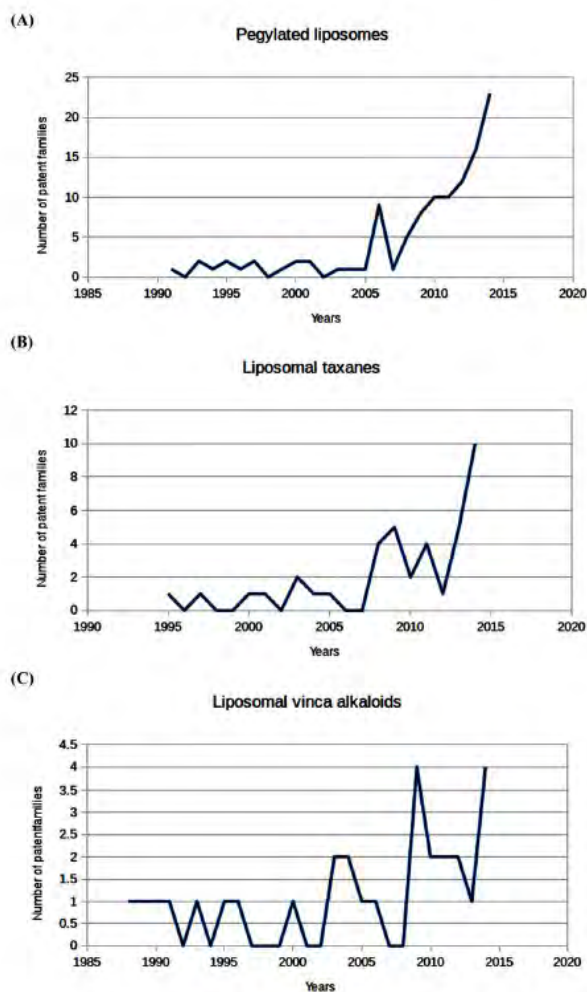 (A)
Pegylated liposomes
Number of patent families
25
20
15
10
5
0
1985 1990 1995 2000 2005 2010 2015 2020
Years
(B)
Liposomal taxanes
Number of patent families
12
10
8
6
4
2
0
1990 1995 2000 2005 2010 2015 2020
Years
(C)
Liposomal vinca alkaloids
Number of patentfamilies
4.5
4
3.5
3
2.5
2
1.5
1
0.5
0
1985 1990 1995 2000 2005 2010 2015 2020
Years